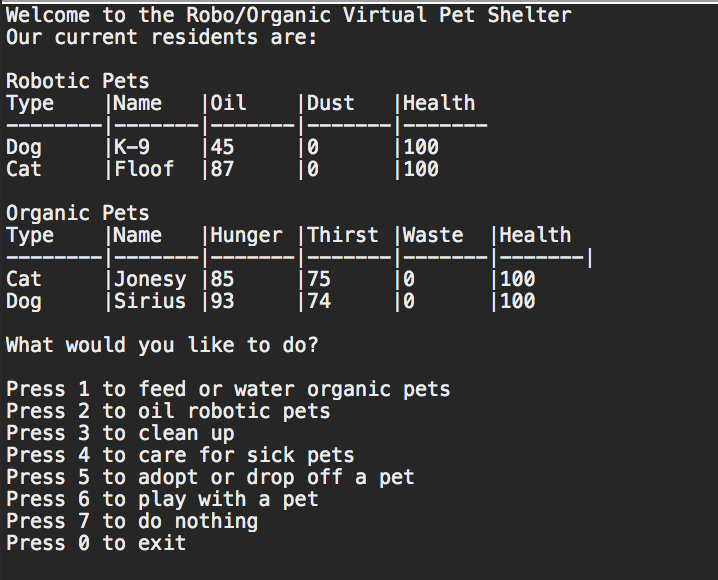 Welcome to the Robo/Organic Virtual Pet Shelter
Our current residents are:
Robotic Pets
Type    |Name   |Oil    |Dust   |Health
--------|-------|-------|-------|-------
Dog     |K-9    |45     |0      |100
Cat     |Floof  |87     |0      |100
Organic Pets
Type    |Name   |Hunger |Thirst |Waste  |Health
--------|-------|-------|-------|-------|-------|
Cat     |Jonesy |85     |75     |0      |100
Dog     |Sirius |93     |74     |0      |100
What would you like to do?
Press 1 to feed or water organic pets
Press 2 to oil robotic pets
Press 3 to clean up
Press 4 to care for sick pets
Press 5 to adopt or drop off a pet
Press 6 to play with a pet
Press 7 to do nothing
Press 0 to exit